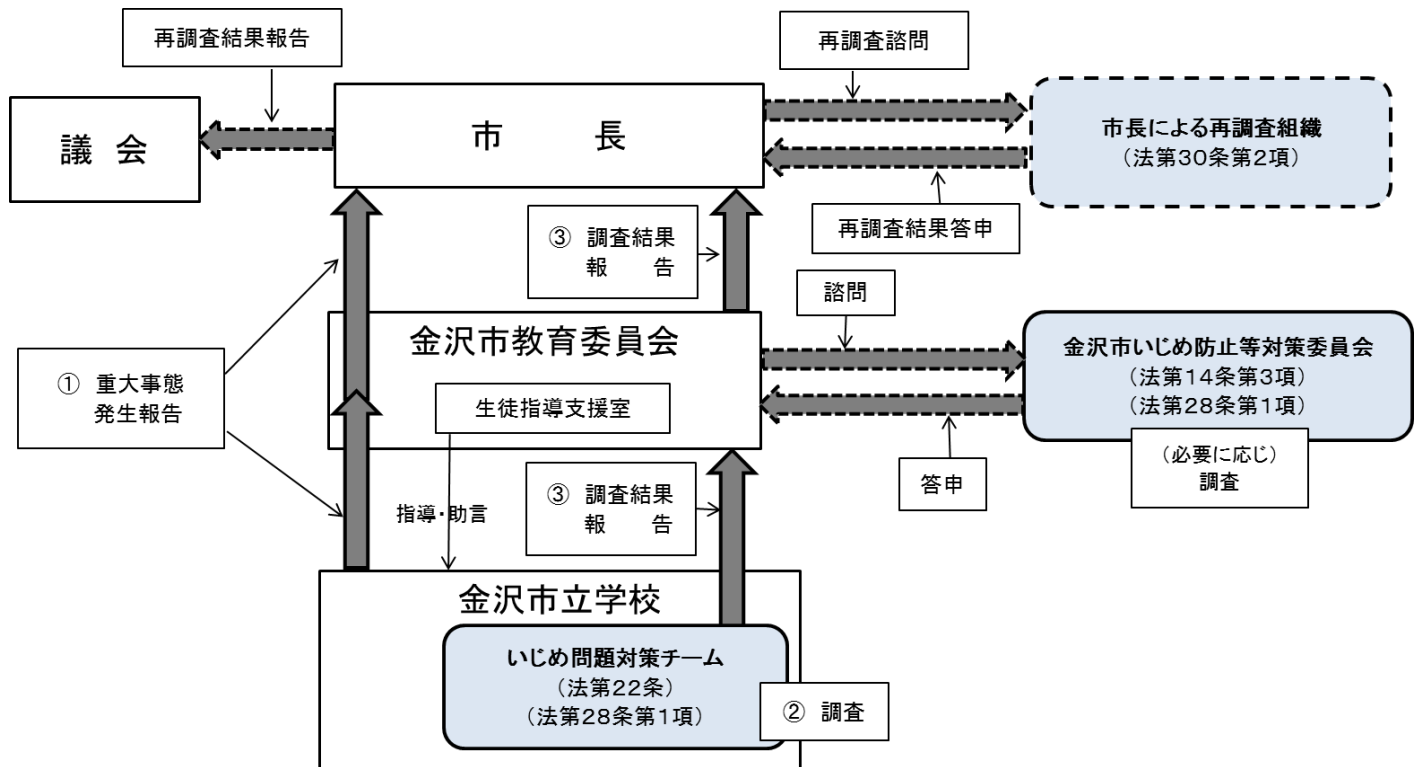 再調査結果報告
再調査諮問
議 会
市 長
市長による再調査組織
（法第30条第2項）
再調査結果答申
③ 調査結果
報 告
諮問
金沢市教育委員会
生徒指導支援室
金沢市いじめ防止等対策委員会
（法第14条第3項）
（法第28条第1項）
（必要に応じ）
調査
答申
① 重大事態
発生報告
指導・助言
③ 調査結果
報 告
金沢市立学校
いじめ問題対策チーム
（法第22条）
（法第28条第1項）
② 調査